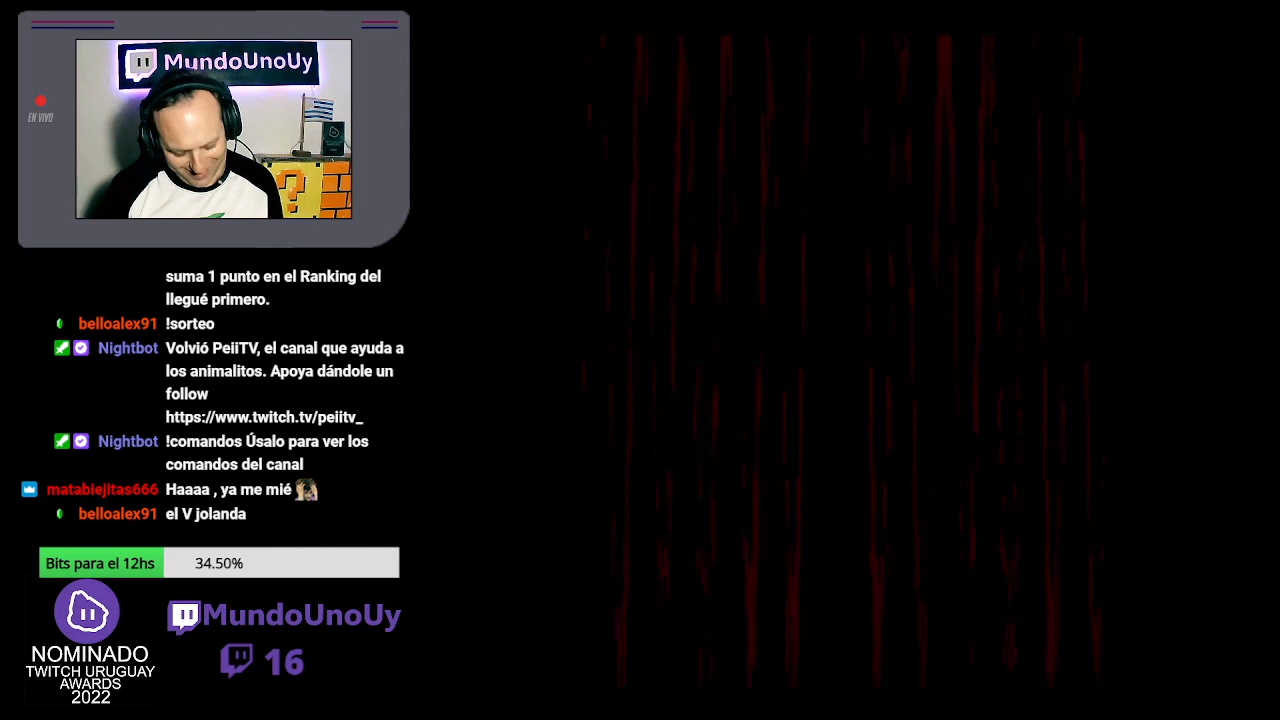 MundoUnoUy
EN VIVO
suma 1 punto en el Ranking del
llegué primero.
belloalex91 !sorteo
Nightbot Volvió PeiiTV, el canal que ayuda a
los animalitos. Apoya dándole un
follow
https://www.twitch.tv/peiitv_
Nightbot !comandos Úsalo para ver los
comandos del canal
matabiejitas666 Haaaa , ya me mié
belloalex91 el V jolanda
Bits para el 12hs 34.50%
MundoUnoUy
16
NOMINADO
TWITCH URUGUAY
AWARDS
2022